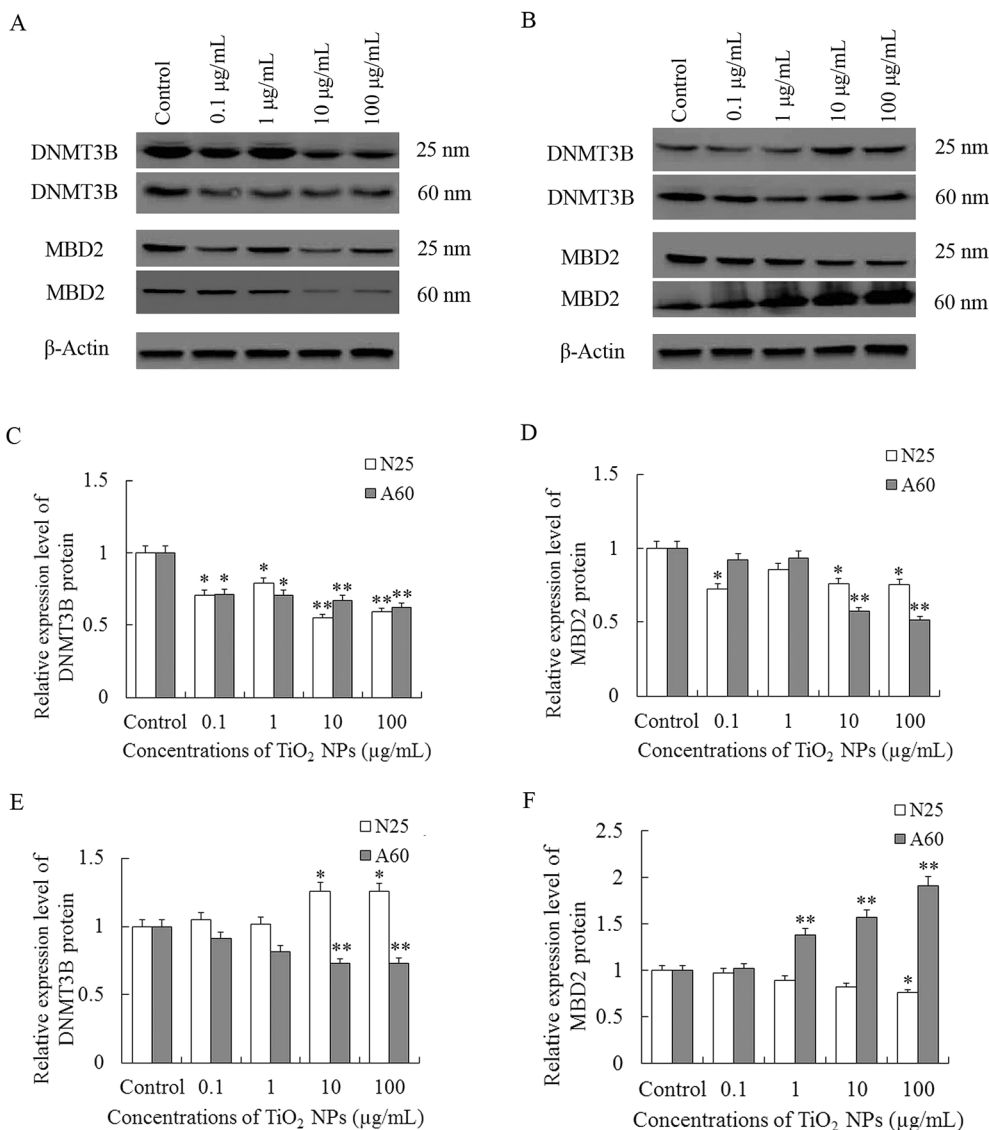 A
Control
0.1 μg/mL
1 μg/mL
10 μg/mL
100 μg/mL
DNMT3B
25 nm
DNMT3B
60 nm
MBD2
25 nm
MBD2
60 nm
β-Actin
B
Control
0.1 μg/mL
1 μg/mL
10 μg/mL
100 μg/mL
DNMT3B
25 nm
DNMT3B
60 nm
MBD2
25 nm
MBD2
60 nm
β-Actin
C
N25
A60
Relative expression level of
DNMT3B protein
1.5
1
0.5
0
* * * * ** ** ** **
Control 0.1 1 10 100
Concentrations of TiO₂ NPs (μg/mL)
D
N25
A60
Relative expression level of
MBD2 protein
1.5
1
0.5
0
* * ** * **
Control 0.1 1 10 100
Concentrations of TiO₂ NPs (μg/mL)
E
N25
A60
Relative expression level of
DNMT3B protein
1.5
1
0.5
0
* ** * **
Control 0.1 1 10 100
Concentrations of TiO₂ NPs (μg/mL)
F
N25
A60
Relative expression level of
MBD2 protein
2.5
2
1.5
1
0.5
0
** ** * **
Control 0.1 1 10 100
Concentrations of TiO₂ NPs (μg/mL)